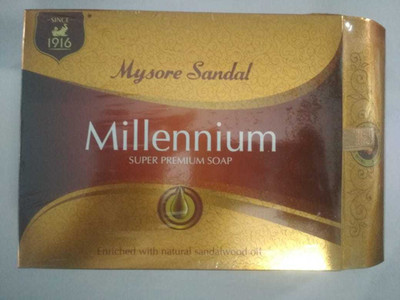 SINCE
1916
Mysore Sandal
Millennium
SUPER PREMIUM SOAP
Enriched with natural sandalwood oil